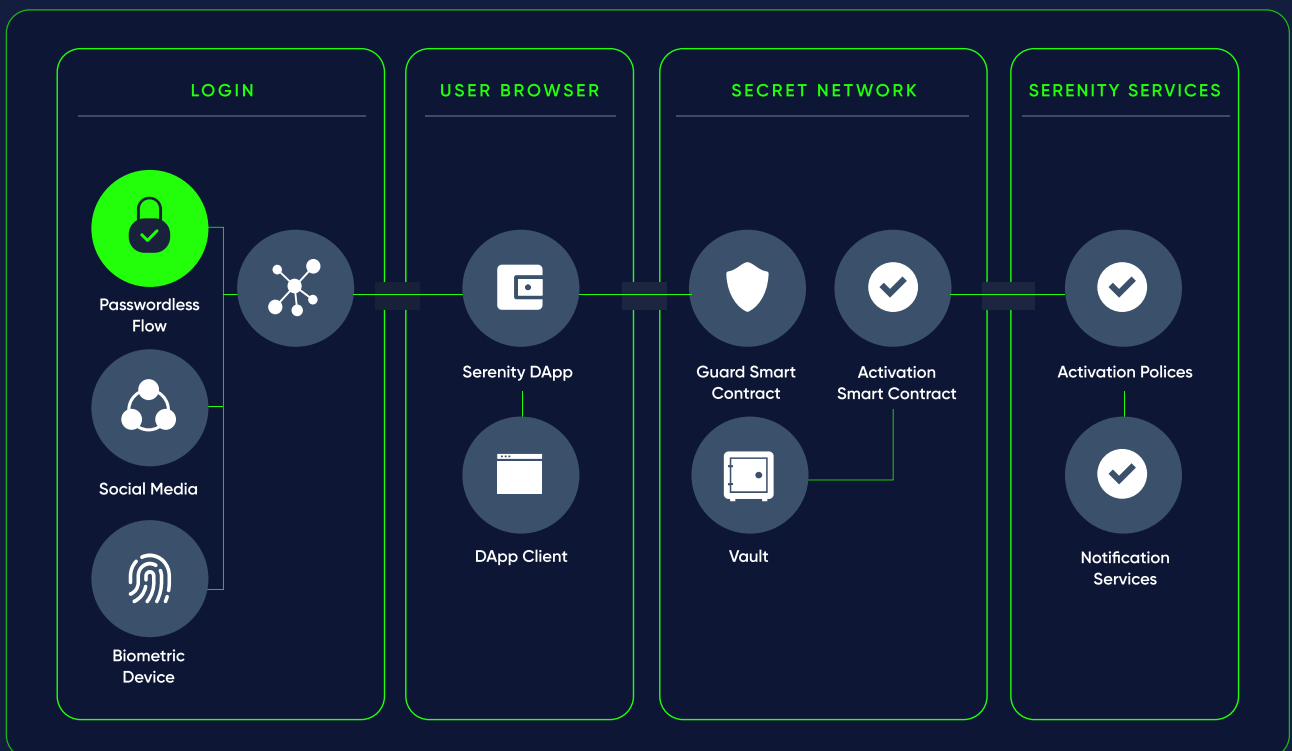 LOGIN
Passwordless
Flow
Social Media
Biometric
Device
USER BROWSER
Serenity DApp
DApp Client
SECRET NETWORK
Guard Smart
Contract
Activation
Smart Contract
Vault
SERENITY SERVICES
Activation Polices
Notification
Services